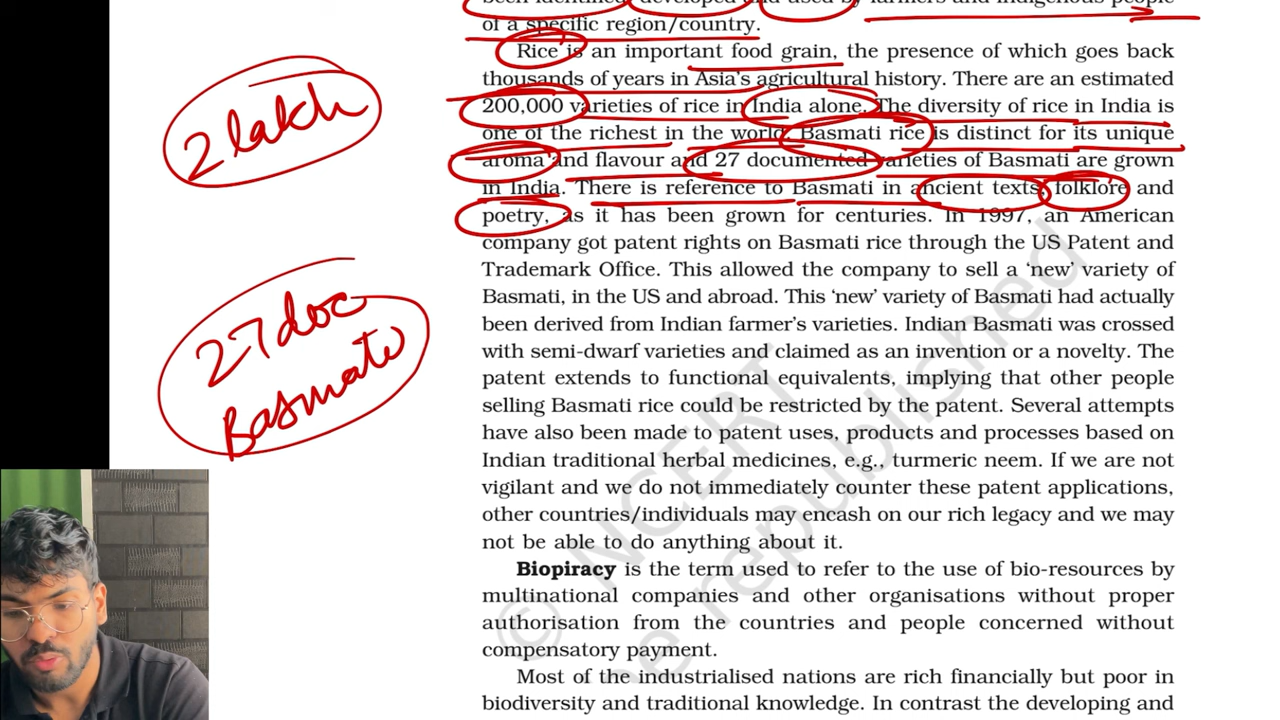 been identified, developed and used by farmers and indigenous people
of a specific region/country.
Rice is an important food grain, the presence of which goes back
thousands of years in Asia's agricultural history. There are an estimated
200,000 varieties of rice in India alone. The diversity of rice in India is
one of the richest in the world. Basmati rice is distinct for its unique
aroma and flavour and 27 documented varieties of Basmati are grown
in India. There is reference to Basmati in ancient texts, folklore and
poetry, as it has been grown for centuries. In 1997, an American
company got patent rights on Basmati rice through the US Patent and
Trademark Office. This allowed the company to sell a 'new' variety of
Basmati, in the US and abroad. This 'new' variety of Basmati had actually
been derived from Indian farmer's varieties. Indian Basmati was crossed
with semi-dwarf varieties and claimed as an invention or a novelty. The
patent extends to functional equivalents, implying that other people
selling Basmati rice could be restricted by the patent. Several attempts
have also been made to patent uses, products and processes based on
Indian traditional herbal medicines, e.g., turmeric neem. If we are not
vigilant and we do not immediately counter these patent applications,
other countries/individuals may encash on our rich legacy and we may
not be able to do anything about it.
Biopiracy is the term used to refer to the use of bio-resources by
multinational companies and other organisations without proper
authorisation from the countries and people concerned without
compensatory payment.
Most of the industrialised nations are rich financially but poor in
biodiversity and traditional knowledge. In contrast the developing and
2 lakh
27 doc
Basmato
© NCERT
be republished